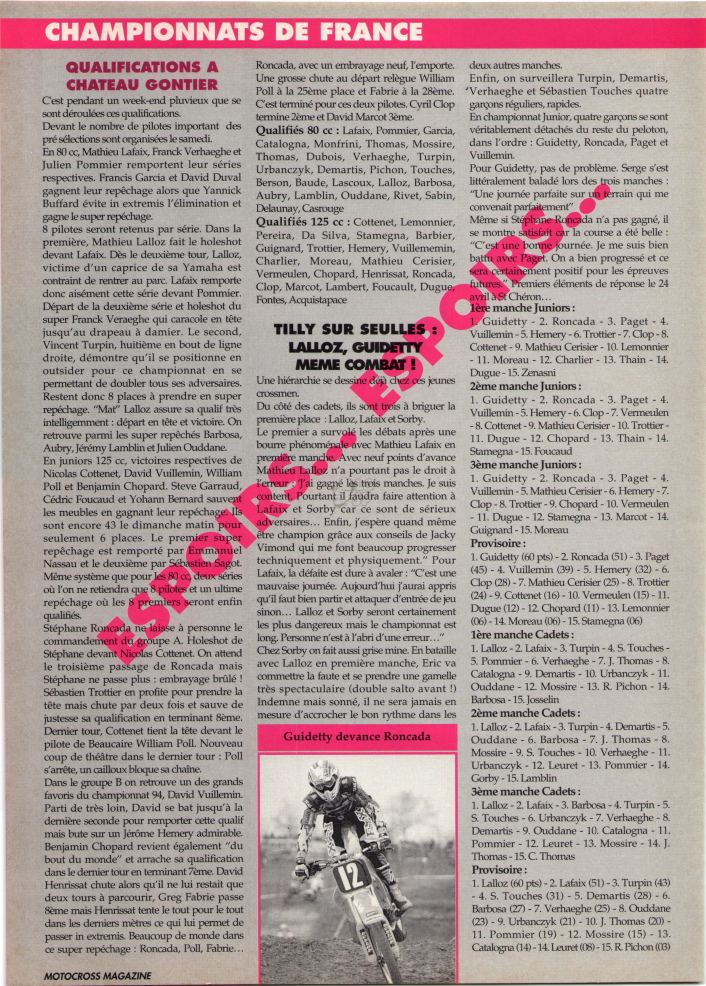 CHAMPIONNATS DE FRANCE
QUALIFICATIONS A
CHATEAU GONTIER
C'est pendant un week-end pluvieux que se
sont déroulées ces qualifications.
Devant le nombre de pilotes important des
pré sélections sont organisées le samedi.
En 80 cc, Mathieu Lafaix, Franck Verhaeghe et
Julien Pommier remportent leur séries
respectives. Francis Garcia et David Duval
gagnent leur repêchage alors que Yannick
Buffard évite in extremis l'élimination et
gagne le super repêchage.
8 pilotes seront retenus par série. Dans la
première, Mathieu Lalloz fait le holeshot
devant Lafaix. Dès le deuxième tour, Lalloz,
victime d'un caprice de sa Yamaha est
contraint de rentrer au parc. Lafaix remporte
donc aisément cette série devant Pommier.
Départ de la deuxième série et holeshot du
super Franck Veraeghe qui caracole en tête
jusqu'au drapeau à damier. Le second,
Vincent Turpin, huitième en bout de ligne
droite, démontre qu'il se positionne en
outsider pour ce championnat en se
permettant de doubler tous ses adversaires.
Restent donc 8 places à prendre en super
repêchage. "Mat" Lalloz assure sa qualif très
intelligemment : départ en tête et victoire. On
retrouve parmi les super repêchés Barbosa,
Aubry, Jérémy Lamblin et Julien Ouddane.
En juniors 125 cc, victoires respectives de
Nicolas Cottenet, David Vuillemin, William
Poll et Benjamin Chopard. Steve Garraud,
Cédric Foucaud et Yohann Bernard sauvent
les meubles en gagnant leur repêchage. Ils
sont encore 43 le dimanche matin pour
seulement 6 places. Le premier super
repêchage est remporté par
Nassau et le deuxième par Sébastien Sagot.
Même système que pour les 80 cc, deux séries
où l'on ne retiendra que 8 pilotes et un ultime
repêchage où les 8 premiers seront enfin
qualifiés.
Stéphane Roncada ne laisse à personne le
commandement du groupe A. Holeshot de
Stéphane devant Nicolas Cottenet. On attend
le troisième passage de Roncada mais
Stéphane ne passe plus : embrayage brûlé !
Sébastien Trottier en profite pour prendre la
tête mais chute par deux fois et sauve de
justesse sa qualification en terminant 8ème.
Dernier tour, Cottenet tient la tête devant le
pilote de Beaucaire William Poll. Nouveau
coup de théâtre dans le dernier tour : Poll
s'arrête, un cailloux bloque sa chaîne.
Dans le groupe B on retrouve un des grands
favoris du championnat 94, David Vuillemin.
Parti de très loin, David se bat jusqu'à la
dernière seconde pour remporter cette qualif
mais bute sur un Jérôme Hemery admirable.
Benjamin Chopard revient également "du
bout du monde" et arrache sa qualification
dans le dernier tour en terminant 7ème. David
Henrissat chute alors qu'il ne lui restait que
deux tours à parcourir, Greg Fabrie passe
8ème mais Henrissat tente le tout pour le tout
dans les derniers mètres ce qui lui permet de
passer in extremis. Beaucoup de monde dans
ce super repêchage : Roncada, Poll, Fabrie...
Roncada, avec un embrayage neuf, l'emporte.
Une grosse chute au départ relègue William
Poll à la 25ème place et Fabrie à la 28ème.
C'est terminé pour ces deux pilotes. Cyril Clop
termine 2ème et David Marcot 3ème.
Qualifiés 80 cc : Lafaix, Pommier, Garcia,
Catalogna, Monfrini, Thomas, Mossire,
Thomas, Dubois, Verhaeghe, Turpin,
Urbanczyk, Demartis, Pichon, Touches,
Berson, Baude, Lascoux, Lalloz, Barbosa,
Aubry, Lamblin, Ouddane, Rivet, Sabin,
Delaunay, Casrouge
Qualifiés 125 cc : Cottenet, Lemonnier,
Pereira, Da Silva, Stamegna, Barbier,
Guignard, Trottier, Hemery, Vuillememin,
Charlier, Moreau, Mathieu Cerisier,
Vermeulen, Chopard, Henrissat, Roncada,
Clop, Marcot, Lambert, Foucault, Dugue,
Fontes, Acquistapace
TILLY SUR SEULLES :
LALLOZ, GUIDETTY
MEME COMBAT !
Une hiérarchie se dessine déjà chez ces jeunes
crossmen.
Du côté des cadets, ils sont trois à briguer la
première place : Lalloz, Lafaix et Sorby.
Le premier a survolé les débats après une
bourre phénoménale avec Mathieu Lafaix en
première manche. Avec neuf points d'avance
Mathieu Lalloz n'a pourtant pas le droit à
l'erreur : "J'ai gagné les trois manches. Je suis
content. Pourtant il faudra faire attention à
Lafaix et Sorby car ce sont de sérieux
adversaires... Enfin, j'espère quand même
être champion grâce aux conseils de Jacky
Vimond qui me font beaucoup progresser
techniquement et physiquement." Pour
Lafaix, la défaite est dure à avaler : "C'est une
mauvaise journée. Aujourd'hui j'aurai appris
qu'il faut bien partir et attaquer d'entrée de jeu
sinon... Lalloz et Sorby seront certainement
les plus dangereux mais le championnat est
long. Personne n'est à l'abri d'une erreur..."
Chez Sorby on fait aussi grise mine. En bataille
avec Lalloz en première manche, Eric va
commettre la faute et se prendre une gamelle
très spectaculaire (double salto avant !)
Indemne mais sonné, il ne sera jamais en
mesure d'accrocher le bon rythme dans les
Guidetty devance Roncada
12
deux autres manches.
Enfin, on surveillera Turpin, Demartis,
Verhaeghe et Sébastien Touches quatre
garçons réguliers, rapides.
En championnat Junior, quatre garçons se sont
véritablement détachés du reste du peloton,
dans l'ordre : Guidetty, Roncada, Paget et
Vuillemin.
Pour Guidetty, pas de problème. Serge s'est
littéralement baladé lors des trois manches :
"Une journée parfaite sur un terrain qui me
convenait parfaitement"
Même si Stéphane Roncada n'a pas gagné, il
se montre satisfait car la course a été belle :
"C'est une bonne journée. Je me suis bien
battu avec Paget. On a bien progressé et ce
sera certainement positif pour les épreuves
futures." Premiers éléments de réponse le 24
avril à St Chéron...
1ère manche Juniors :
1. Guidetty - 2. Roncada - 3. Paget - 4.
Vuillemin - 5. Hemery - 6. Trottier - 7. Clop - 8.
Cottenet - 9. Mathieu Cerisier - 10. Lemonnier
- 11. Moreau - 12. Charlier - 13. Thain - 14.
Dugue - 15. Zenasni
2ème manche Juniors :
1. Guidetty - 2. Roncada - 3. Paget - 4.
Vuillemin - 5. Hemery - 6. Clop - 7. Vermeulen
- 8. Cottenet - 9. Mathieu Cerisier - 10. Trottier -
11. Dugue - 12. Chopard - 13. Thain - 14.
Stamegna - 15. Foucaud
3ème manche Juniors :
1. Guidetty - 2. Roncada - 3. Paget - 4.
Vuillemin - 5. Mathieu Cerisier - 6. Hemery - 7.
Clop - 8. Trottier - 9. Chopard - 10. Vermeulen
- 11. Dugue - 12. Stamegna - 13. Marcot - 14.
Guignard - 15. Moreau
Provisoire :
1. Guidetty (60 pts) - 2. Roncada (51) - 3. Paget
(45) - 4. Vuillemin (39) - 5. Hemery (32) - 6.
Clop (28) - 7. Mathieu Cerisier (25) - 8. Trottier
(24) - 9. Cottenet (16) - 10. Vermeulen (15) - 11.
Dugue (12) - 12. Chopard (11) - 13. Lemonnier
(06) - 14. Moreau (06) - 15. Stamegna (06)
1ère manche Cadets :
1. Lalloz - 2. Lafaix - 3. Turpin - 4. S. Touches -
5. Pommier - 6. Verhaeghe - 7. J. Thomas - 8.
Catalogna - 9. Demartis - 10. Urbanczyk - 11.
Ouddane - 12. Mossire - 13. R. Pichon - 14.
Barbosa - 15. Josselin
2ème manche Cadets :
1. Lalloz - 2. Lafaix - 3. Turpin - 4. Demartis - 5.
Ouddane - 6. Barbosa - 7. J. Thomas - 8.
Mossire - 9. S. Touches - 10. Verhaeghe - 11.
Urbanczyk - 12. Leuret - 13. Pommier - 14.
Gorby - 15. Lamblin
3ème manche Cadets :
1. Lalloz - 2. Lafaix - 3. Barbosa - 4. Turpin - 5.
S. Touches - 6. Urbanczyk - 7. Verhaeghe - 8.
Demartis - 9. Ouddane - 10. Catalogna - 11.
Pommier - 12. Leuret - 13. Mossire - 14. J.
Thomas - 15. C. Thomas
Provisoire :
1. Lalloz (60 pts) - 2. Lafaix (51) - 3. Turpin (43)
- 4. S. Touches (31) - 5. Demartis (28) - 6.
Barbosa (27) - 7. Verhaeghe (25) - 8. Ouddane
(23) - 9. Urbanczyk (21) - 10. J. Thomas (20) -
11. Pommier (19) - 12. Mossire (15) - 13.
Catalogna (14) - 14. Leuret (08) - 15. R. Pichon (03)
ESPOIRS... ESPOIRS...
MOTOCROSS MAGAZINE